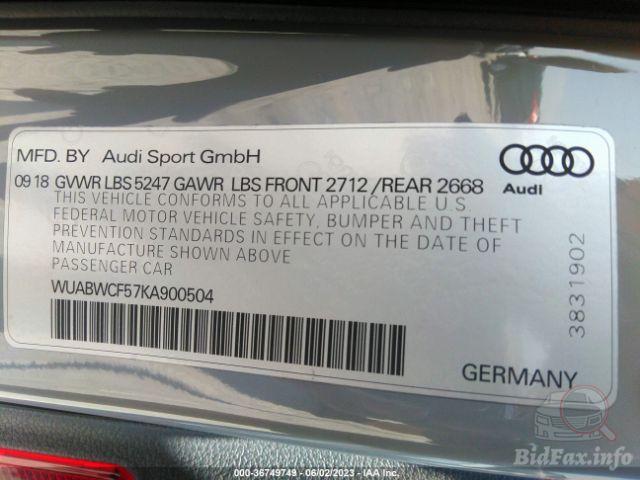 MFD. BY Audi Sport GmbH
09 18 GVWR LBS 5247 GAWR LBS FRONT 2712 /REAR 2668
THIS VEHICLE CONFORMS TO ALL APPLICABLE U.S.
FEDERAL MOTOR VEHICLE SAFETY, BUMPER AND THEFT
PREVENTION STANDARDS IN EFFECT ON THE DATE OF
MANUFACTURE SHOWN ABOVE
PASSENGER CAR
WUABWCF57KA900504
Audi
3831902
GERMANY
BidFax.info
000-36749749 - 06/02/2023 - IAA Inc.